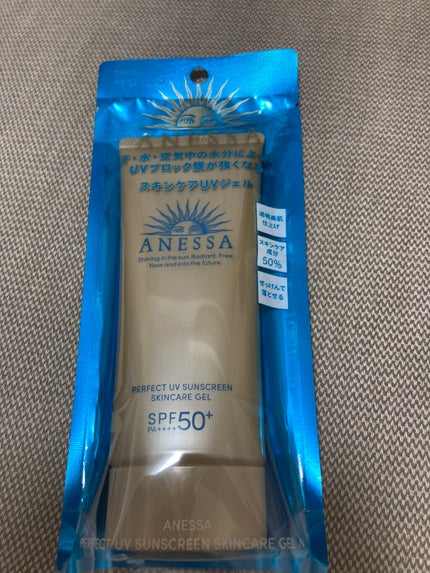 ANESSA
汗・水・空気中の水分により
UVブロック膜が強くなる
スキンケアUVジェル
透明美肌
仕上げ
スキンケア
成分
50%
せっけんで
落とせる
ANESSA
Shining in the sun. Radiant. Free.
Now and into the future.
PERFECT UV SUNSCREEN
SKINCARE GEL
SPF50+
PA++++
ANESSA
PERFECT UV SUNSCREEN SKINCARE GEL N